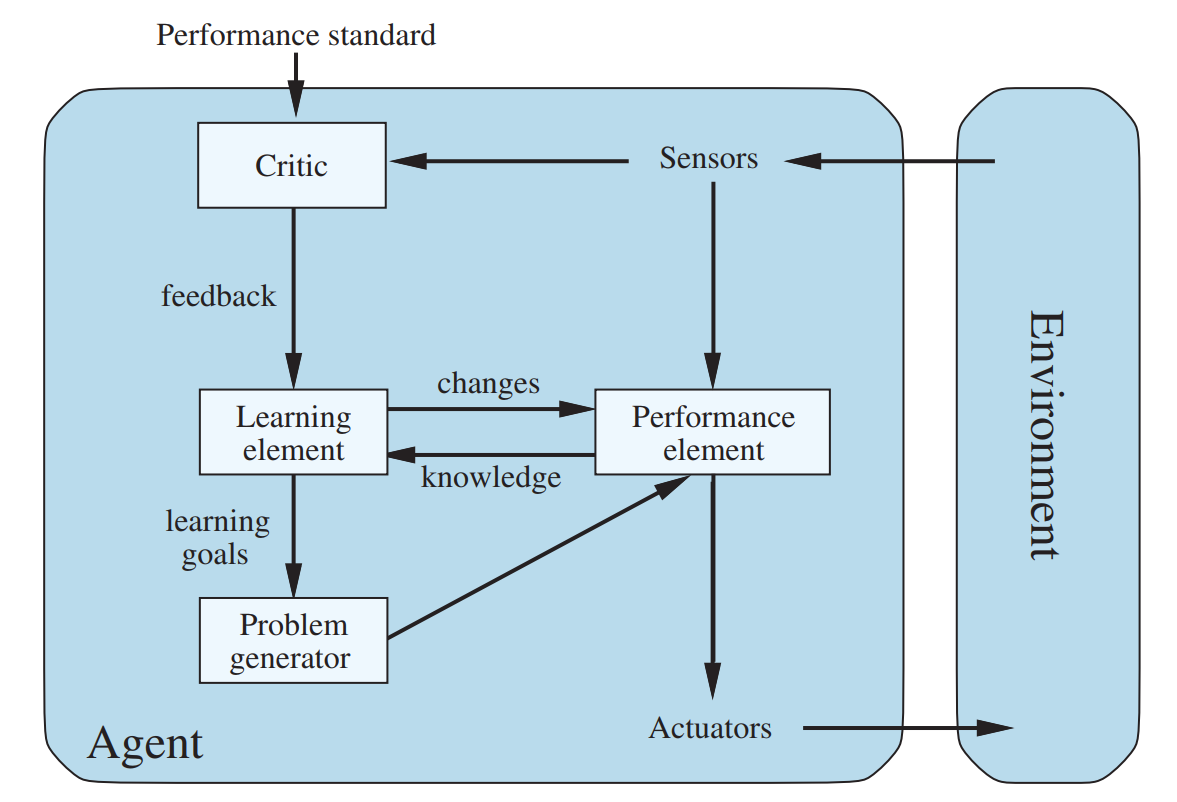 Performance standard
Critic
Sensors
feedback
changes
Learning
element
Performance
element
knowledge
learning
goals
Problem
generator
Actuators
Agent
Environment